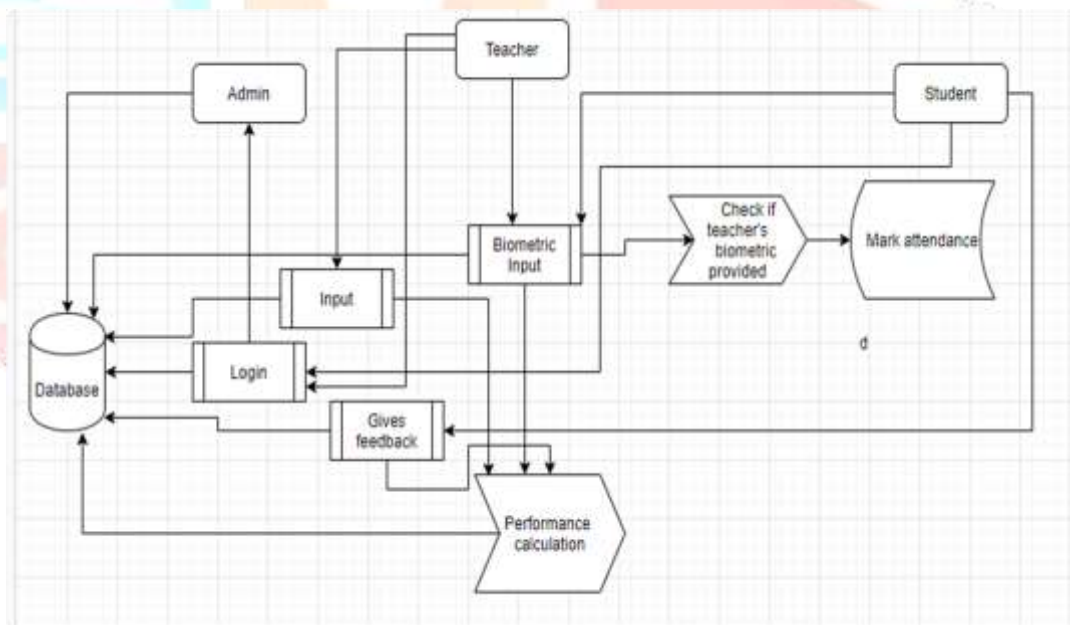 Teacher
Admin
Student
Check if
teacher's
biometric
provided
Mark attendance
Biometric
Input
Input
Login
Database
Gives
feedback
d
Performance
calculation